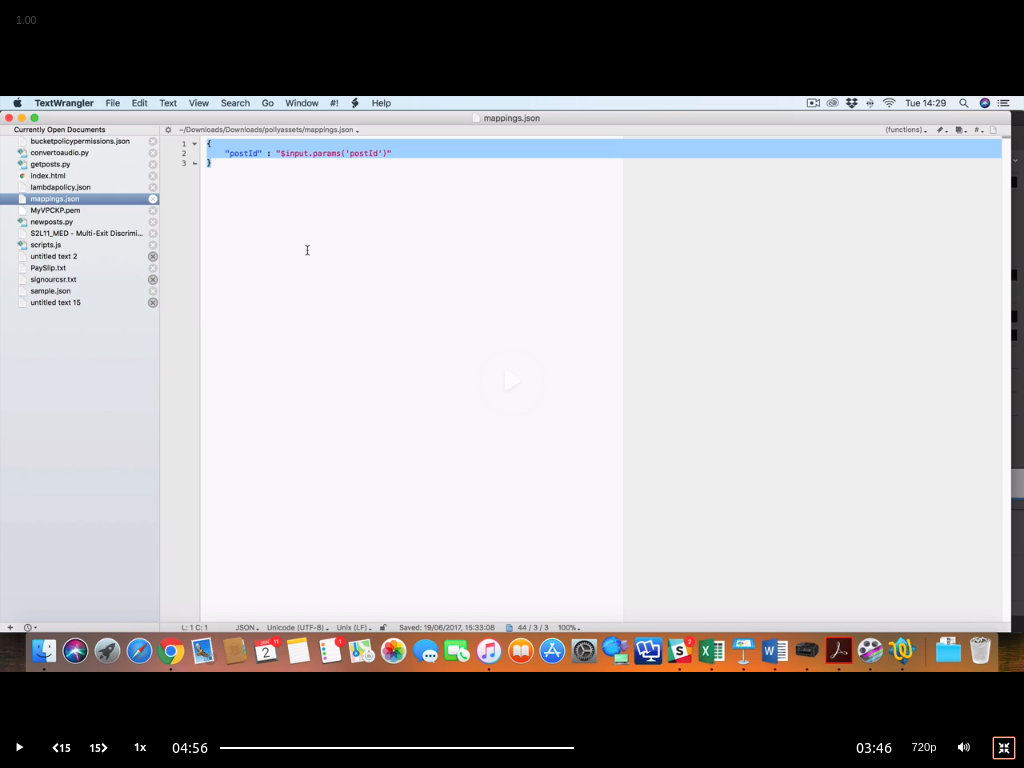 1.00
TextWrangler File Edit Text View Search Go Window #! Help Tue 14:29
mappings.json
Currently Open Documents
~/Downloads/Downloads/pollyassets/mappings.json
(functions)
bucketpolicypermissions.json
convertoaudio.py
getposts.py
index.html
lambdapolicy.json
mappings.json
MyVPCKP.pem
newposts.py
S2L11_MED - Multi-Exit Discrimi...
scripts.js
untitled text 2
PaySlip.txt
signourcsr.txt
sample.json
untitled text 15
1 {
2 "postId" : "$input.params('postId')"
3 }
L: 1 C: 1 JSON Unicode (UTF-8) Unix (LF) Saved: 19/06/2017, 15:33:08 44 / 3 / 3 100%
15 15 1x 04:56 03:46 720p